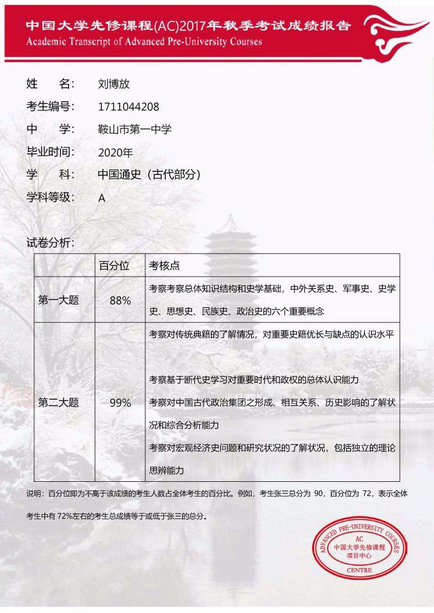 中国大学先修课程(AC)2017年秋季考试成绩报告
Academic Transcript of Advanced Pre-University Courses
姓 名： 刘博放
考生编号： 1711044208
中 学： 鞍山市第一中学
毕业时间： 2020年
学 科： 中国通史（古代部分）
学科等级： A
试卷分析：
百分位 考核点
第一大题 88% 考察考察总体知识结构和史学基础，中外关系史、军事史、史学
史、思想史、民族史、政治史的六个重要概念
考察对传统典籍的了解情况，对重要史籍优长与缺点的认识水平
考察基于断代史学习对重要时代和政权的总体认识能力
第二大题 99% 考察对中国古代政治集团之形成、相互关系、历史影响的了解状
况和综合分析能力
考察对宏观经济史问题和研究状况的了解状况，包括独立的理论
思辨能力
说明：百分位即为不高于该成绩的考生人数占全体考生的百分比。例如，考生张三总分为 90，百分位为 72，表示全体
考生中有 72%左右的考生总成绩等于或低于张三的总分。
ADVANCED PRE-UNIVERSITY COURSES
AC
中国大学先修课程
项目中心
CENTRE